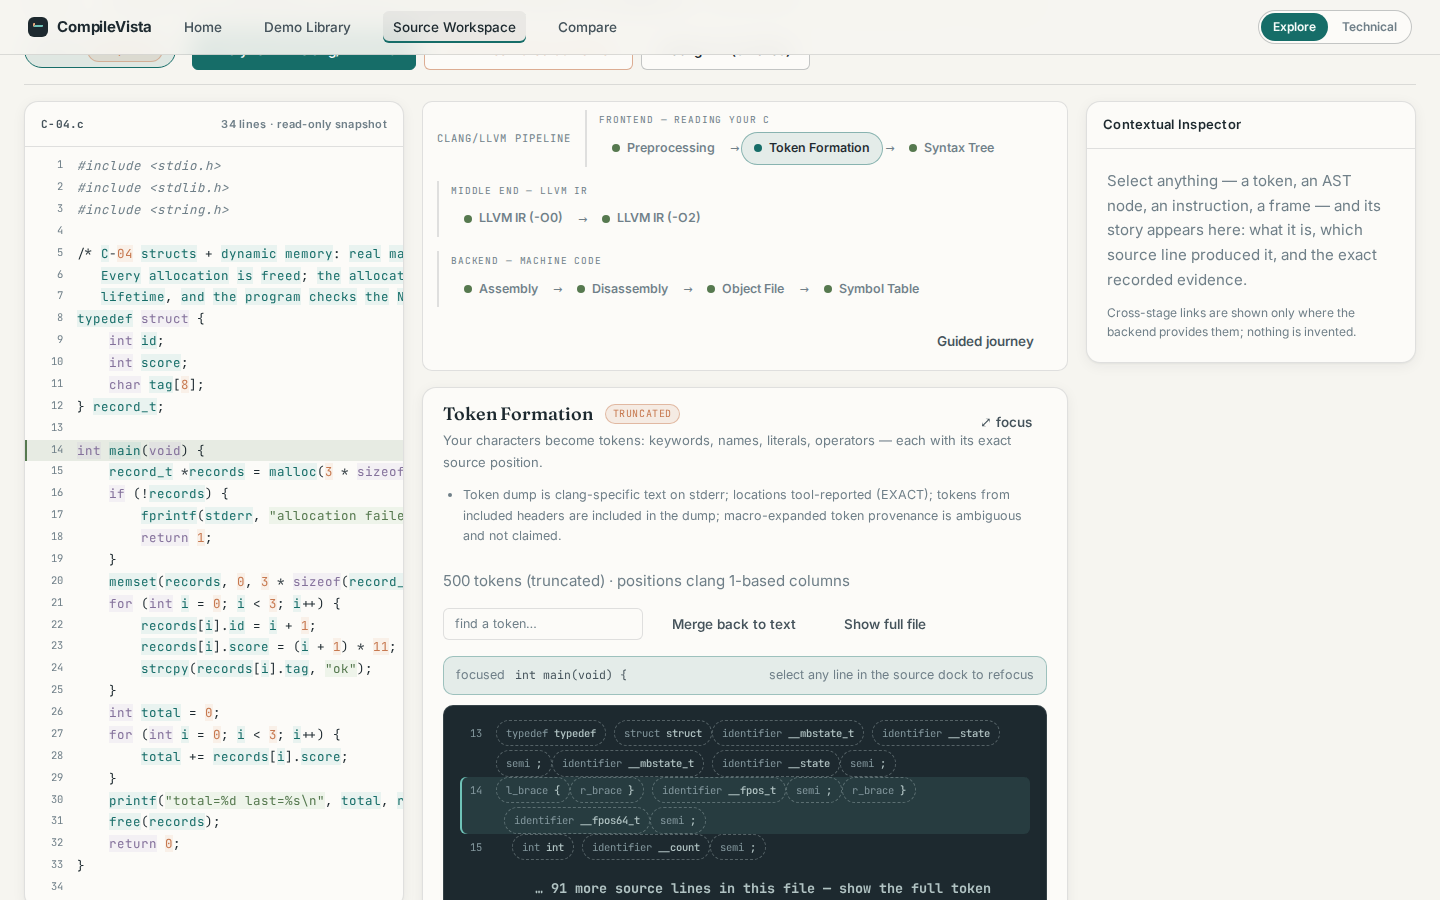 CompileVista
Home
Demo Library
Source Workspace
Compare
Explore
Technical
C-04.c
34 lines · read-only snapshot
1 #include <stdio.h>
2 #include <stdlib.h>
3 #include <string.h>
4
5 /* C-04 structs + dynamic memory: real ma
6 Every allocation is freed; the allocat
7 lifetime, and the program checks the N
8 typedef struct {
9 int id;
10 int score;
11 char tag[8];
12 } record_t;
13
14 int main(void) {
15 record_t *records = malloc(3 * sizeof
16 if (!records) {
17 fprintf(stderr, "allocation faile
18 return 1;
19 }
20 memset(records, 0, 3 * sizeof(record_
21 for (int i = 0; i < 3; i++) {
22 records[i].id = i + 1;
23 records[i].score = (i + 1) * 11;
24 strcpy(records[i].tag, "ok");
25 }
26 int total = 0;
27 for (int i = 0; i < 3; i++) {
28 total += records[i].score;
29 }
30 printf("total=%d last=%s\n", total, r
31 free(records);
32 return 0;
33 }
34
CLANG/LLVM PIPELINE
FRONTEND — READING YOUR C
Preprocessing → Token Formation → Syntax Tree
MIDDLE END — LLVM IR
LLVM IR (-O0) → LLVM IR (-O2)
BACKEND — MACHINE CODE
Assembly → Disassembly → Object File → Symbol Table
Guided journey
Token Formation TRUNCATED
⤢ focus
Your characters become tokens: keywords, names, literals, operators — each with its exact
source position.
• Token dump is clang-specific text on stderr; locations tool-reported (EXACT); tokens from
included headers are included in the dump; macro-expanded token provenance is ambiguous
and not claimed.
500 tokens (truncated) · positions clang 1-based columns
find a token...
Merge back to text
Show full file
focused int main(void) {
select any line in the source dock to refocus
13 typedef typedef struct struct identifier __mbstate_t identifier __state
semi ; identifier __mbstate_t identifier __state semi ;
14 l_brace { r_brace } identifier __fpos_t semi ; r_brace }
identifier __fpos64_t semi ;
15 int int identifier __count semi ;
… 91 more source lines in this file — show the full token
Contextual Inspector
Select anything — a token, an AST
node, an instruction, a frame — and its
story appears here: what it is, which
source line produced it, and the exact
recorded evidence.
Cross-stage links are shown only where the
backend provides them; nothing is invented.